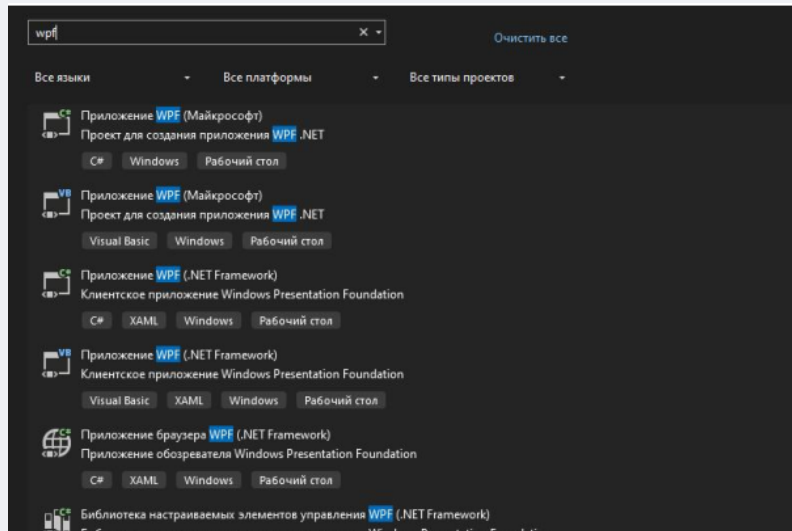 wpf
Очистить все
Все языки Все платформы Все типы проектов
Приложение WPF (Майкрософт)
Проект для создания приложения WPF .NET
C# Windows Рабочий стол
Приложение WPF (Майкрософт)
Проект для создания приложения WPF .NET
Visual Basic Windows Рабочий стол
Приложение WPF (.NET Framework)
Клиентское приложение Windows Presentation Foundation
C# XAML Windows Рабочий стол
Приложение WPF (.NET Framework)
Клиентское приложение Windows Presentation Foundation
Visual Basic XAML Windows Рабочий стол
Приложение браузера WPF (.NET Framework)
Приложение обозревателя Windows Presentation Foundation
C# XAML Windows Рабочий стол
Библиотека настраиваемых элементов управления WPF (.NET Framework)